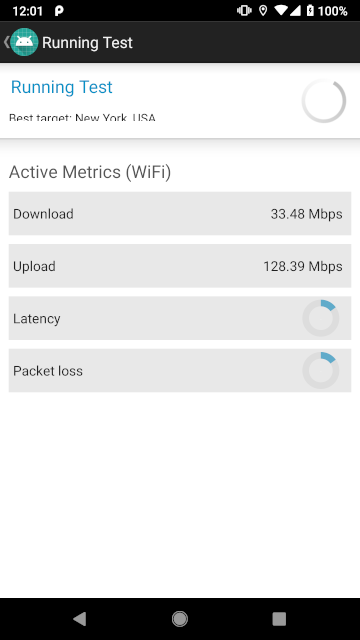 12:01
100%
Running Test
Running Test
Best target: New York, USA
Active Metrics (WiFi)
Download 33.48 Mbps
Upload 128.39 Mbps
Latency
Packet loss